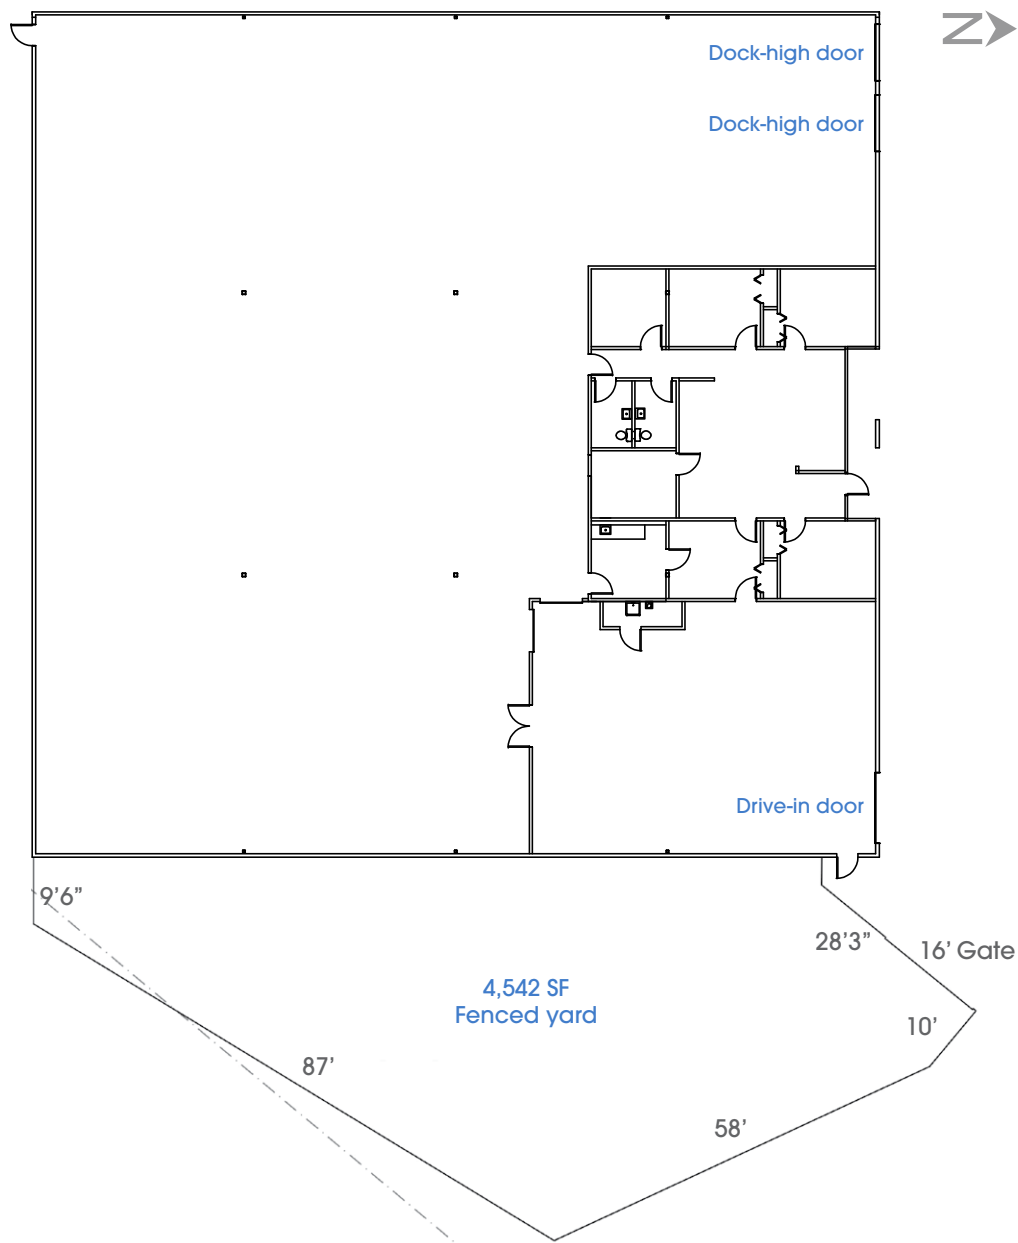 Z
Dock-high door
Dock-high door
Drive-in door
9’6”
28’3”
16’ Gate
4,542 SF
Fenced yard
10’
87’
58’